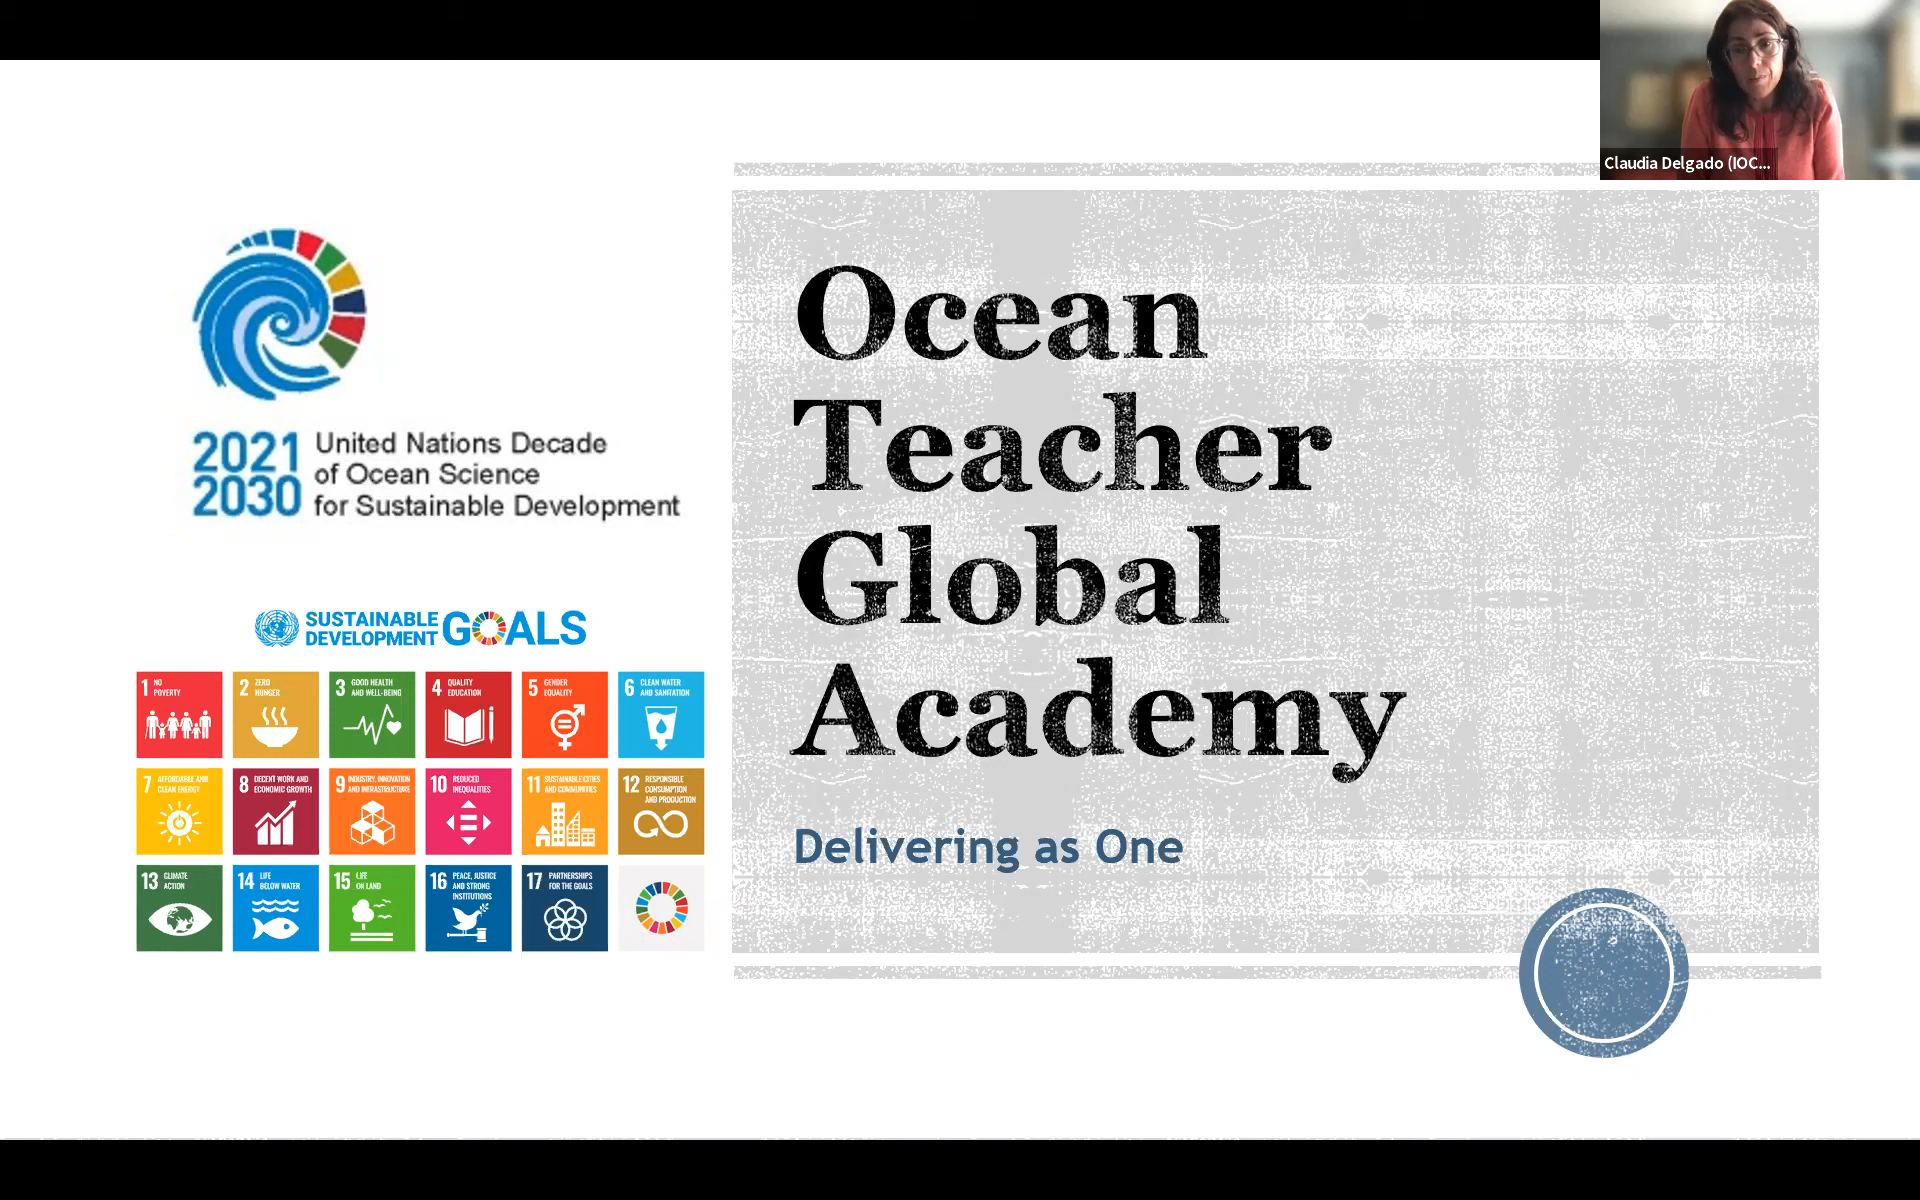 Claudia Delgado (IOC...
2021
2030
United Nations Decade
of Ocean Science
for Sustainable Development
SUSTAINABLE
DEVELOPMENT
GOALS
1 NO
POVERTY
2 ZERO
HUNGER
3 GOOD HEALTH
AND WELL-BEING
4 QUALITY
EDUCATION
5 GENDER
EQUALITY
6 CLEAN WATER
AND SANITATION
7 AFFORDABLE AND
CLEAN ENERGY
8 DECENT WORK AND
ECONOMIC GROWTH
9 INDUSTRY, INNOVATION
AND INFRASTRUCTURE
10 REDUCED
INEQUALITIES
11 SUSTAINABLE CITIES
AND COMMUNITIES
12 RESPONSIBLE
CONSUMPTION
AND PRODUCTION
13 CLIMATE
ACTION
14 LIFE
BELOW WATER
15 LIFE
ON LAND
16 PEACE, JUSTICE
AND STRONG
INSTITUTIONS
17 PARTNERSHIPS
FOR THE GOALS
Ocean
Teacher
Global
Academy
Delivering as One